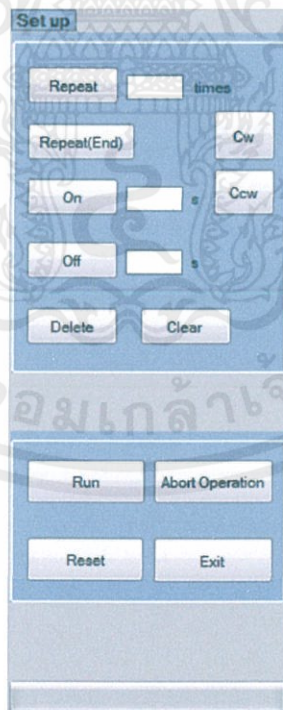 Set up
Repeat times
Repeat(End) Cw
On s Ccw
Off s
Delete Clear
Run Abort Operation
Reset Exit